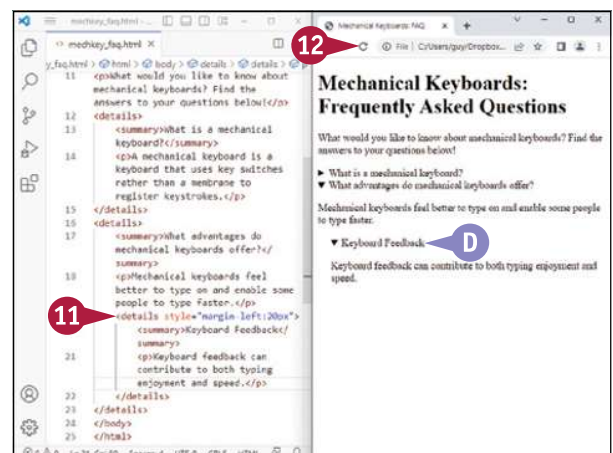 mechkey_faq.html - ...
mechkey_faq.html
y_faq.html > html > body > details > details >
11 <p>What would you like to know about
mechanical keyboards? Find the
answers to your questions below!</p>
12 <details>
13 <summary>What is a mechanical
keyboard?</summary>
14 <p>A mechanical keyboard is a
keyboard that uses key switches
rather than a membrane to
register keystrokes.</p>
15 </details>
16 <details>
17 <summary>What advantages do
mechanical keyboards offer?</
summary>
18 <p>Mechanical keyboards feel
better to type on and enable some
people to type faster.</p>
11 <details style="margin-left:20px">
<summary>Keyboard Feedback</
summary>
21 <p>Keyboard feedback can
contribute to both typing
enjoyment and speed.</p>
22 </details>
23 </details>
24 </body>
25 </html>
Mechanical Keyboards: FAQ
12
File C:/Users/guy/Dropbox...
Mechanical Keyboards:
Frequently Asked Questions
What would you like to know about mechanical keyboards? Find the
answers to your questions below!
▶ What is a mechanical keyboard?
▼ What advantages do mechanical keyboards offer?
Mechanical keyboards feel better to type on and enable some people
to type faster.
▼ Keyboard Feedback D
Keyboard feedback can contribute to both typing enjoyment and
speed.